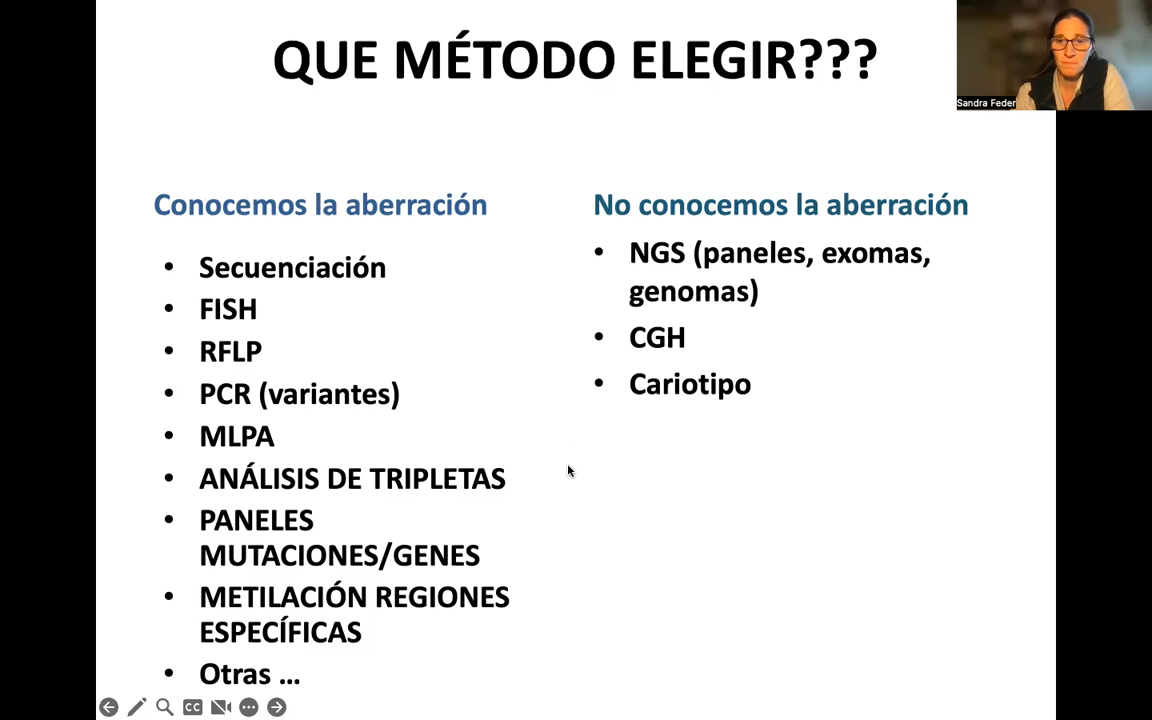 QUE MÉTODO ELEGIR???
Sandra Feder
Conocemos la aberración
• Secuenciación
• FISH
• RFLP
• PCR (variantes)
• MLPA
• ANÁLISIS DE TRIPLETAS
• PANELES
MUTACIONES/GENES
• METILACIÓN REGIONES
ESPECÍFICAS
• Otras ...
No conocemos la aberración
• NGS (paneles, exomas,
genomas)
• CGH
• Cariotipo
CC